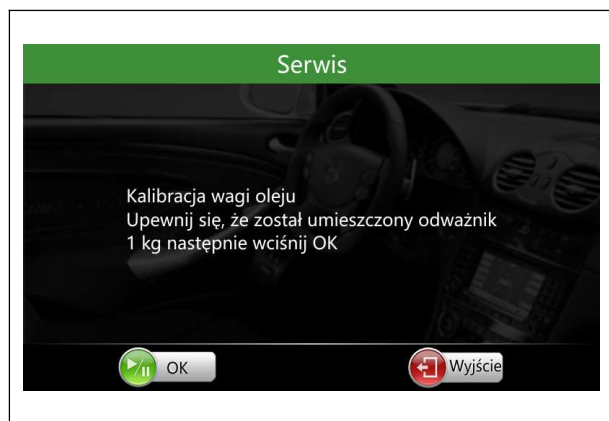 Serwis
Kalibracja wagi oleju
Upewnij się, że został umieszczony odważnik
1 kg następnie wciśnij OK
OK
Wyjście